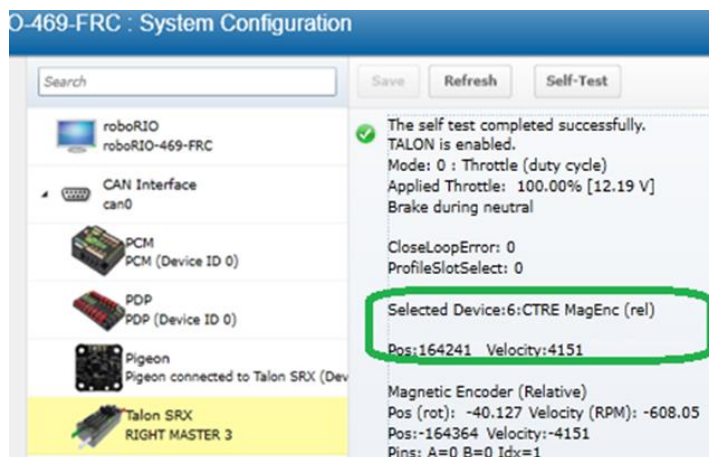 O-469-FRC : System Configuration
Search
roboRIO
roboRIO-469-FRC
CAN Interface
can0
PCM
PCM (Device ID 0)
PDP
PDP (Device ID 0)
Pigeon
Pigeon connected to Talon SRX (Dev
Talon SRX
RIGHT MASTER 3
Save Refresh Self-Test
The self test completed successfully.
TALON is enabled.
Mode: 0 : Throttle (duty cycle)
Applied Throttle: 100.00% [12.19 V]
Brake during neutral
CloseLoopError: 0
ProfileSlotSelect: 0
Selected Device:6:CTRE MagEnc (rel)
Pos:164241 Velocity:4151
Magnetic Encoder (Relative)
Pos (rot): -40.127 Velocity (RPM): -608.05
Pos:-164364 Velocity:-4151
Pins: A=0 B=0 Idx=1